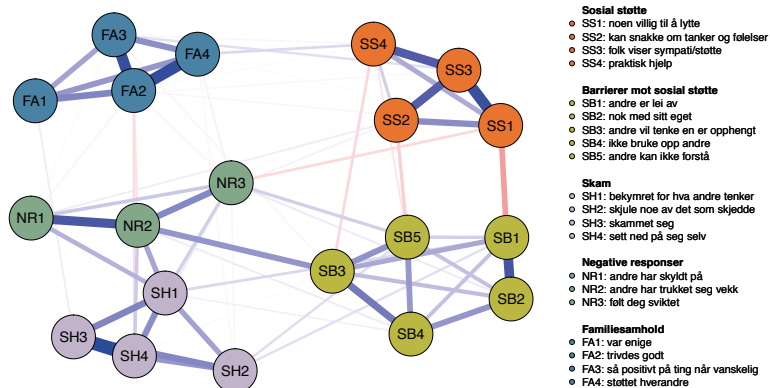 FA3
FA4
FA1
FA2
SS4
SS3
SS2
SS1
NR3
NR1
NR2
SB5
SB1
SB3
SB2
SB4
SH1
SH3
SH4
SH2
Sosial støtte
SS1: noen villig til å lytte
SS2: kan snakke om tanker og følelser
SS3: folk viser sympati/støtte
SS4: praktisk hjelp
Barrierer mot sosial støtte
SB1: andre er lei av
SB2: nok med sitt eget
SB3: andre vil tenke en er opphengt
SB4: ikke bruke opp andre
SB5: andre kan ikke forstå
Skam
SH1: bekymret for hva andre tenker
SH2: skjule noe av det som skjedde
SH3: skammet seg
SH4: sett ned på seg selv
Negative responser
NR1: andre har skyldt på
NR2: andre har trukket seg vekk
NR3: følt deg sviktet
Familiesamhold
FA1: var enige
FA2: trivdes godt
FA3: så positivt på ting når vanskelig
FA4: støttet hverandre